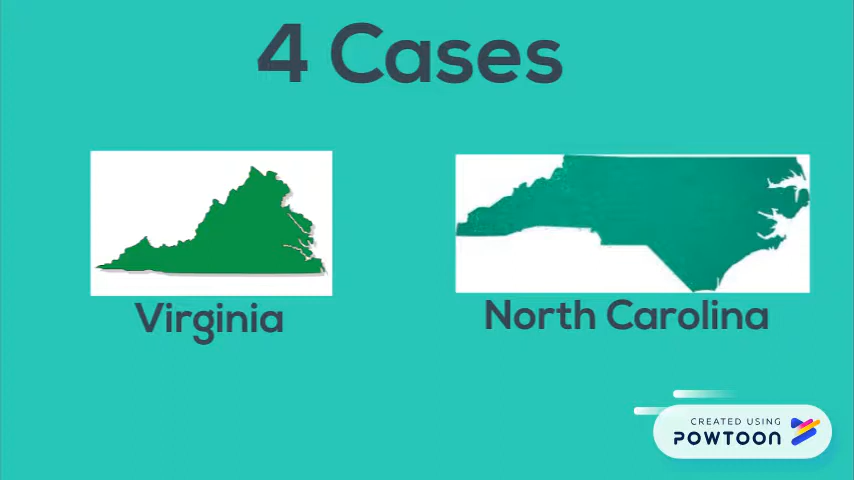 4 Cases
Virginia
North Carolina
CREATED USING
POWTOON